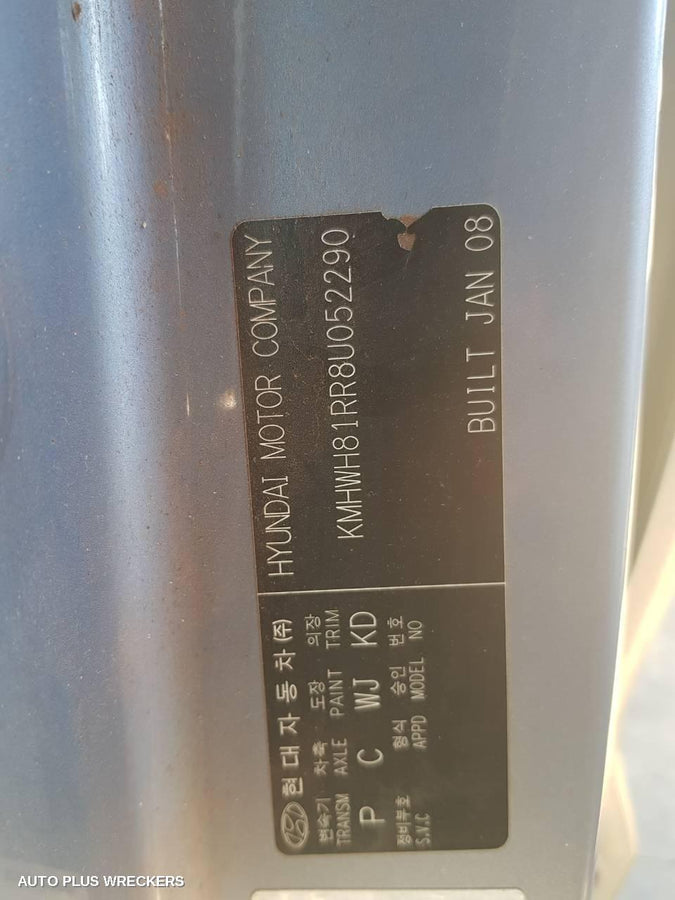 현대자동차(주) HYUNDAI MOTOR COMPANY
KMHWH81RR8U052290
BUILT JAN 08
변속기 차축 도장 의장
TRANSM AXLE PAINT TRIM
P C WJ KD
정비부호 형식 승인 번호
S.V.C APPD MODEL NO
AUTO PLUS WRECKERS